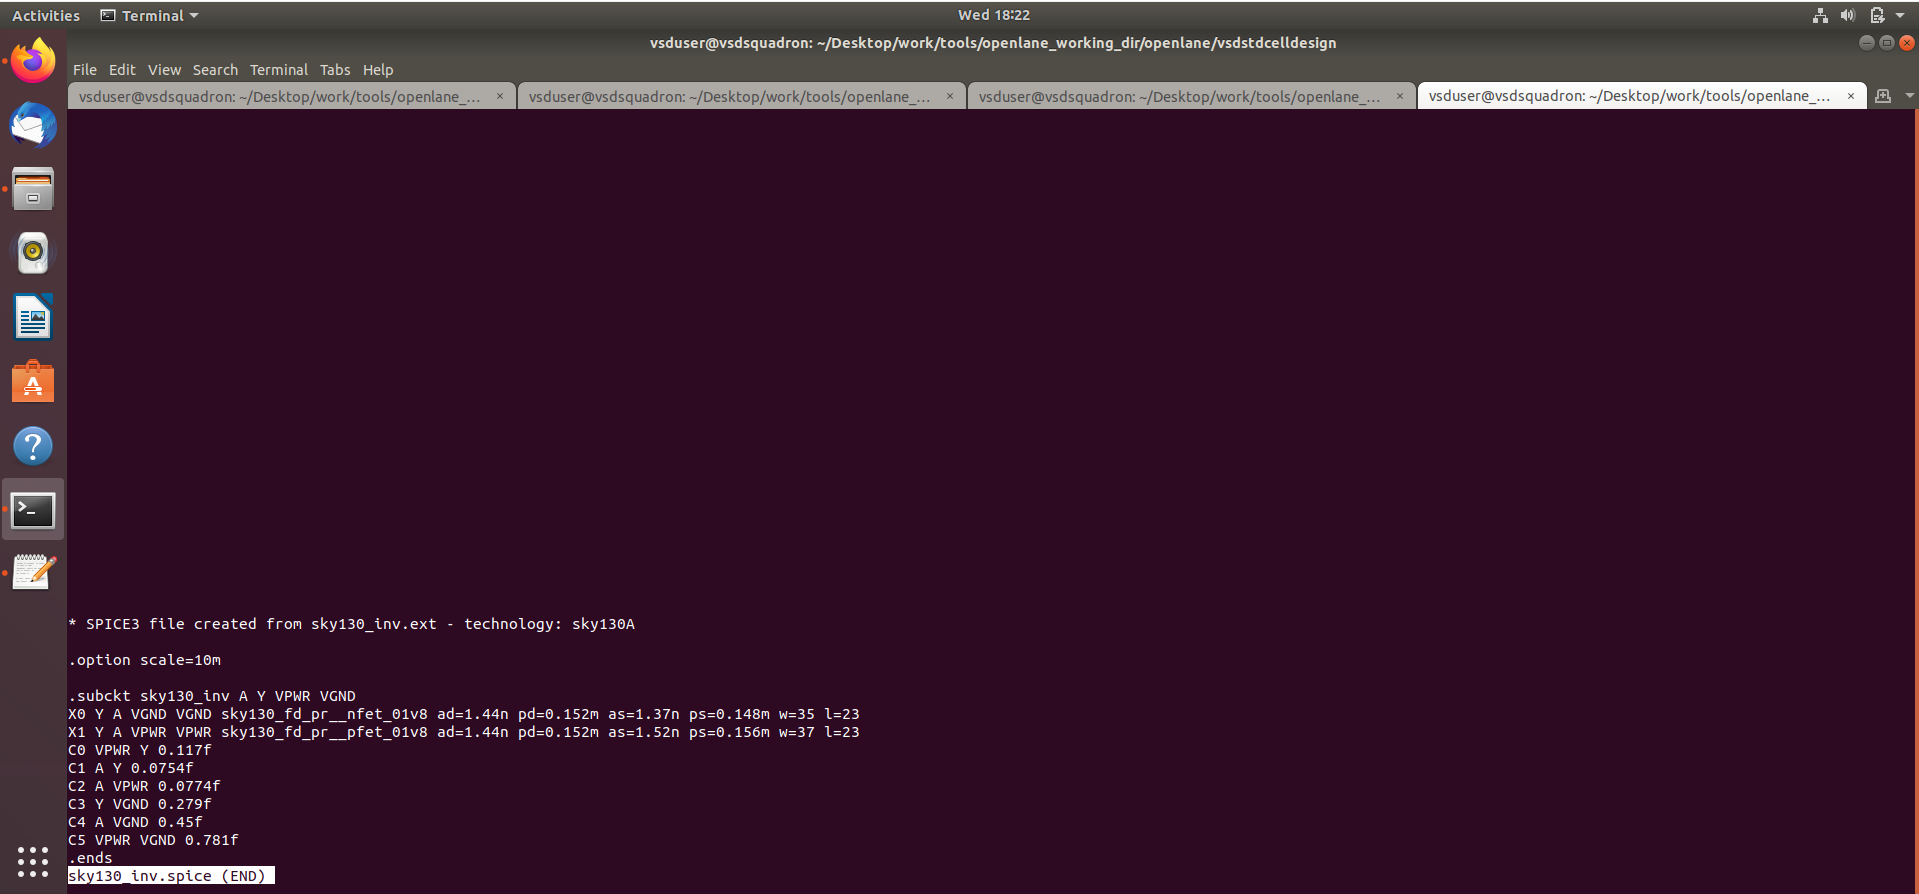 Activities
Terminal
Wed 18:22
vsduser@vsdsquadron: ~/Desktop/work/tools/openlane_working_dir/openlane/vsdstdcelldesign
File Edit View Search Terminal Tabs Help
vsduser@vsdsquadron: ~/Desktop/work/tools/openlane_... ×
vsduser@vsdsquadron: ~/Desktop/work/tools/openlane_... ×
vsduser@vsdsquadron: ~/Desktop/work/tools/openlane_... ×
vsduser@vsdsquadron: ~/Desktop/work/tools/openlane_... ×
* SPICE3 file created from sky130_inv.ext - technology: sky130A
.option scale=10m
.subckt sky130_inv A Y VPWR VGND
X0 Y A VGND VGND sky130_fd_pr__nfet_01v8 ad=1.44n pd=0.152m as=1.37n ps=0.148m w=35 l=23
X1 Y A VPWR VPWR sky130_fd_pr__pfet_01v8 ad=1.44n pd=0.152m as=1.52n ps=0.156m w=37 l=23
C0 VPWR Y 0.117f
C1 A Y 0.0754f
C2 A VPWR 0.0774f
C3 Y VGND 0.279f
C4 A VGND 0.45f
C5 VPWR VGND 0.781f
.ends
sky130_inv.spice (END)